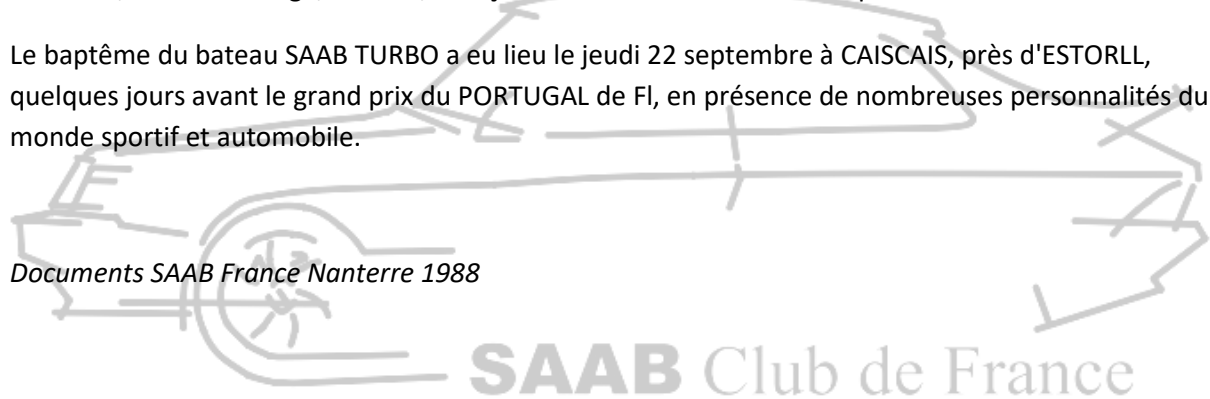 Le baptême du bateau SAAB TURBO a eu lieu le jeudi 22 septembre à CAISCAIS, près d'ESTORLL,
quelques jours avant le grand prix du PORTUGAL de Fl, en présence de nombreuses personnalités du
monde sportif et automobile.
Documents SAAB France Nanterre 1988
SAAB Club de France